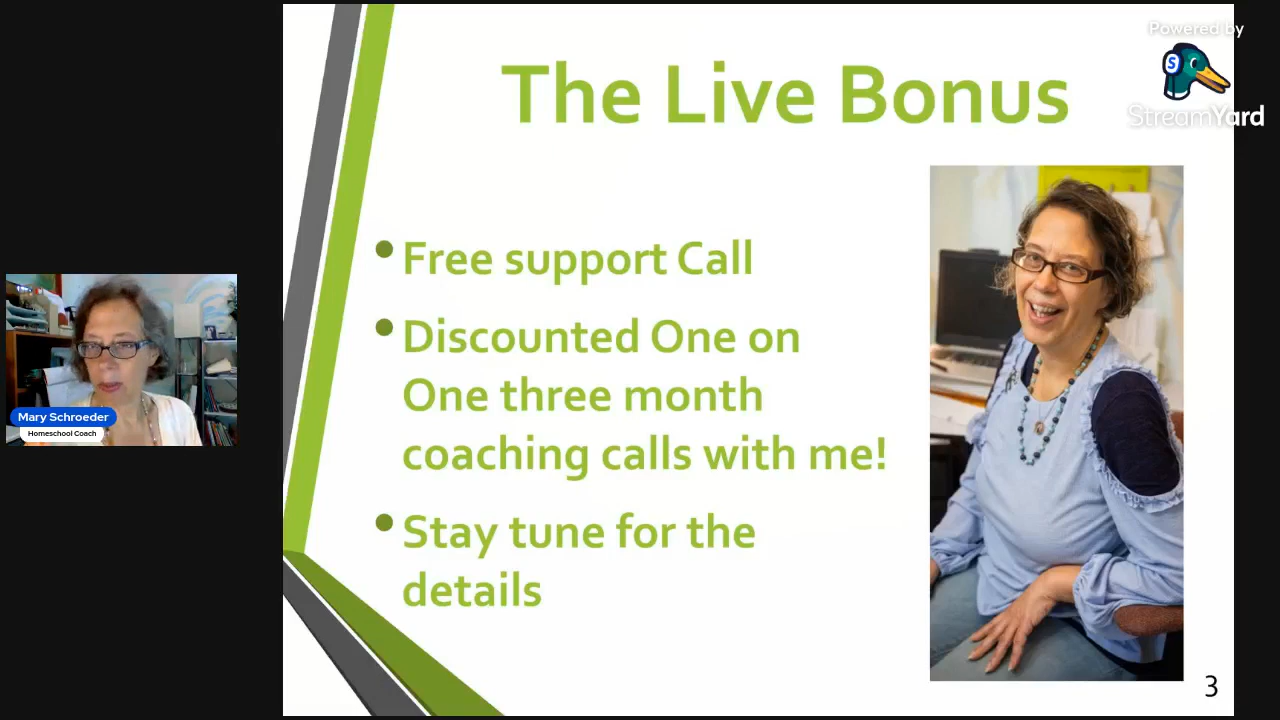 The Live Bonus
Powered by
S
StreamYard
Free support Call
Discounted One on
One three month
coaching calls with me!
Stay tune for the
details
Mary Schroeder
Homeschool Coach
3